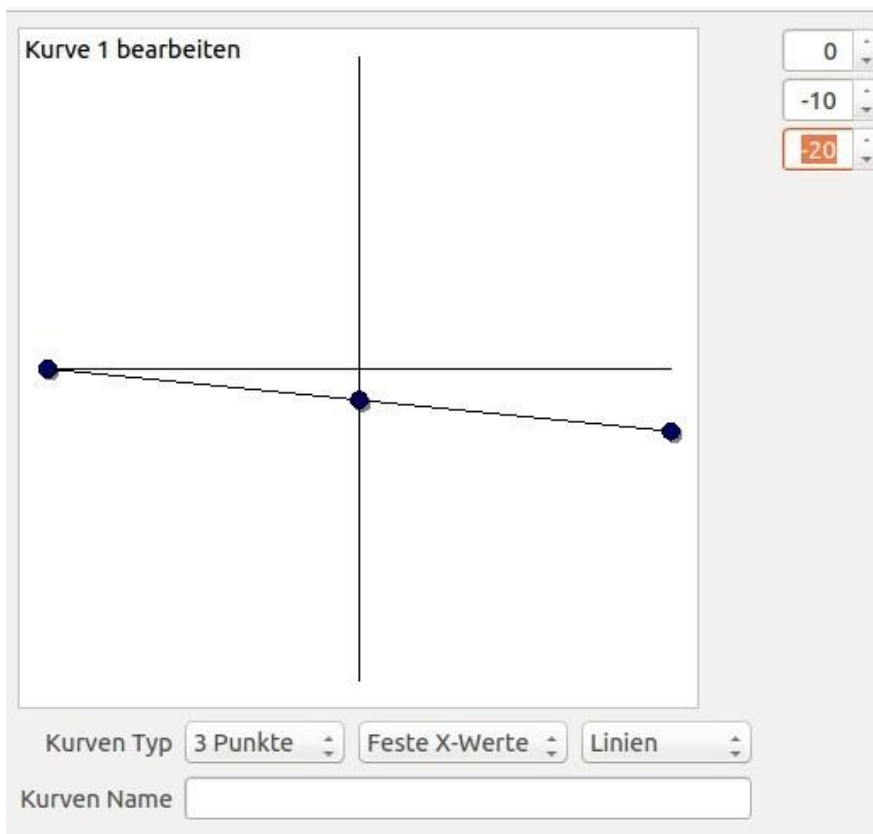 Kurve 1 bearbeiten
0
-10
-20
Kurven Typ 3 Punkte Feste X-Werte Linien
Kurven Name